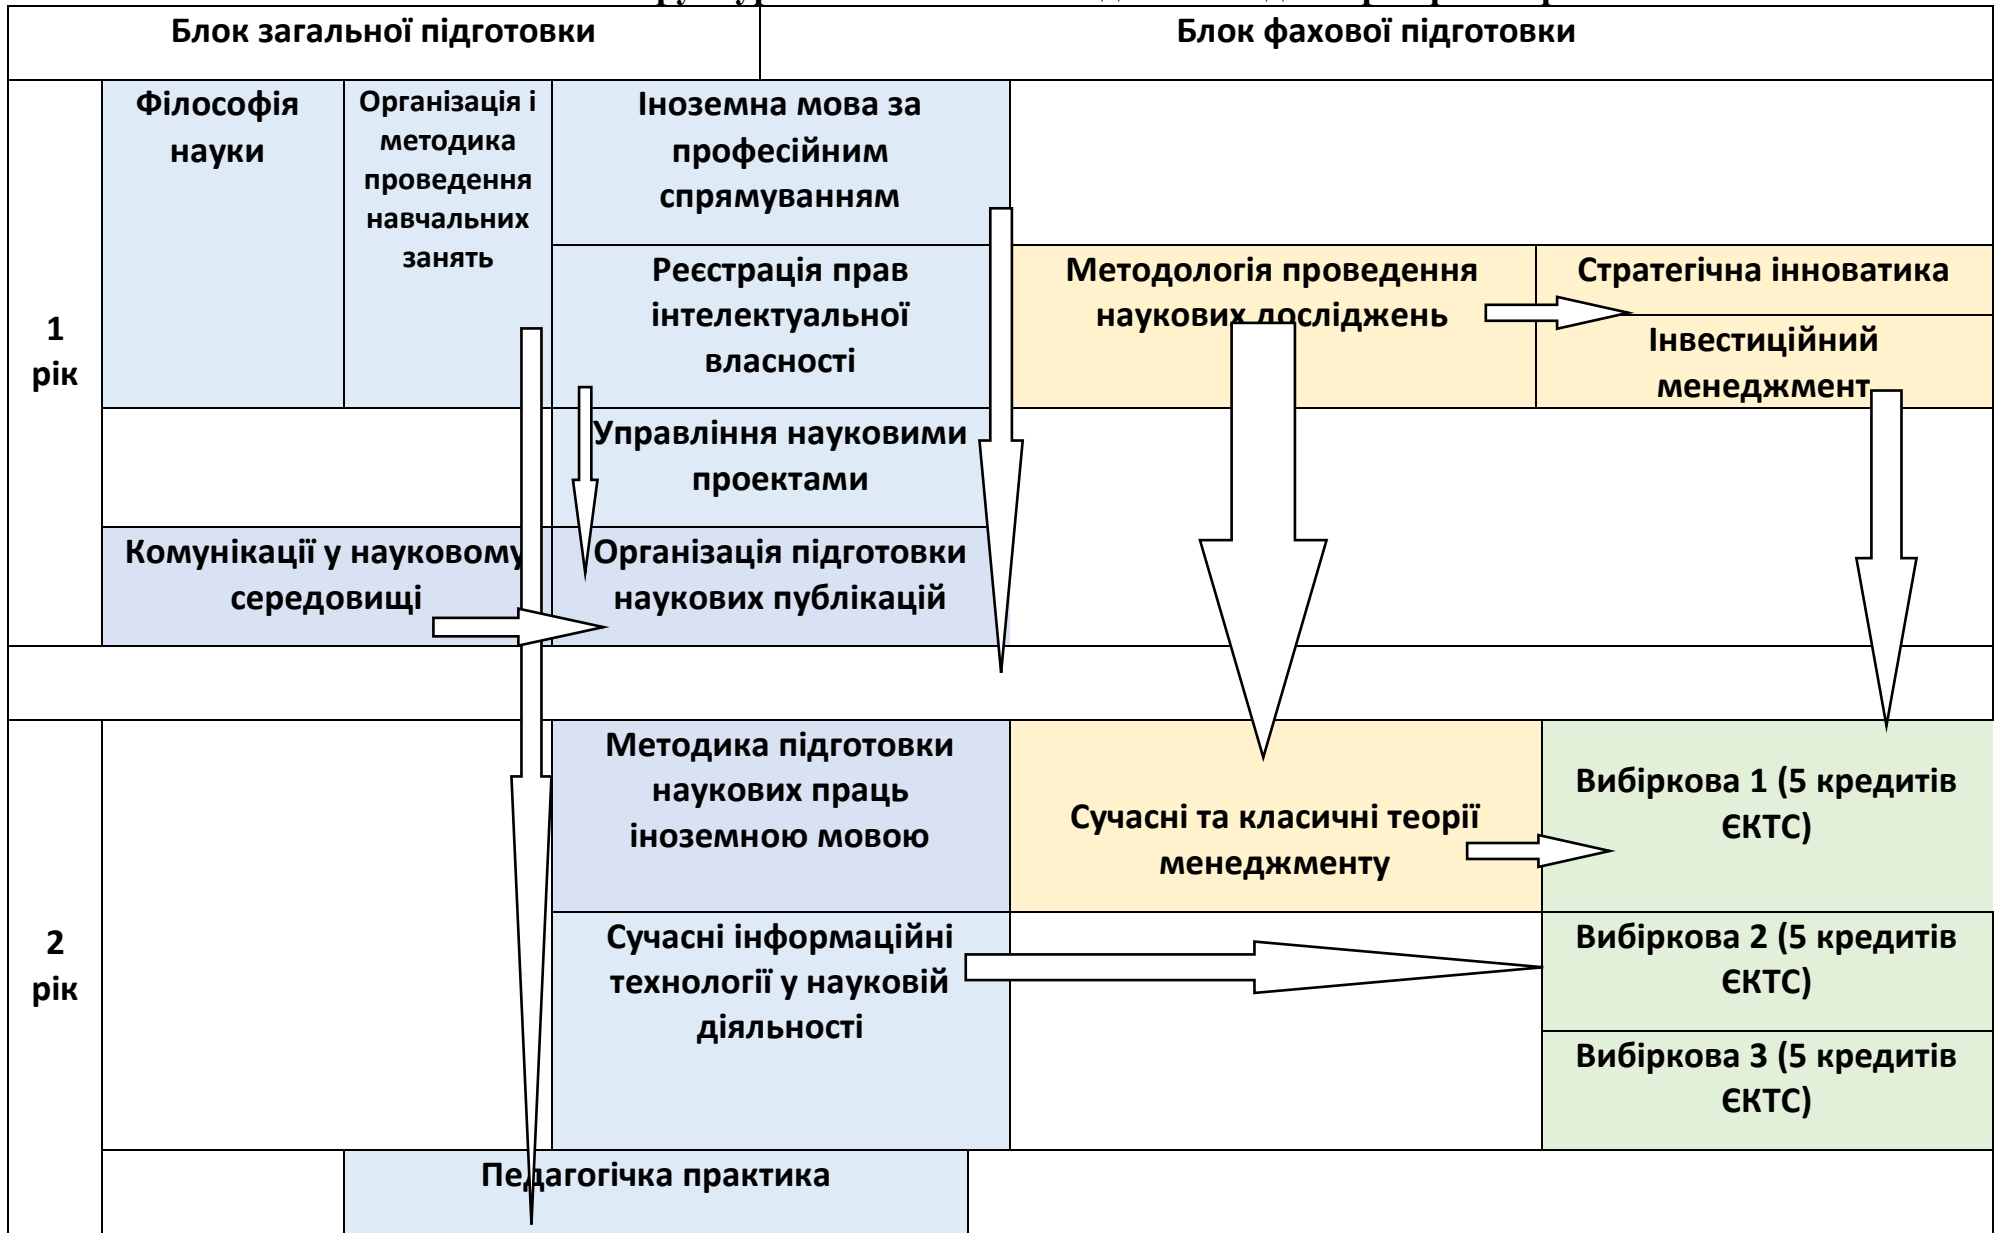 Блок загальної підготовки
Блок фахової підготовки
1
рік
Філософія
науки
Організація і
методика
проведення
навчальних
занять
Іноземна мова за
професійним
спрямуванням
Реєстрація прав
інтелектуальної
власності
Методологія проведення
наукових досліджень
Стратегічна інноватика
Інвестиційний
менеджмент
Управління науковими
проектами
Комунікації у науковому
середовищі
Організація підготовки
наукових публікацій
2
рік
Методика підготовки
наукових праць
іноземною мовою
Сучасні та класичні теорії
менеджменту
Вибіркова 1 (5 кредитів
ЄКТС)
Сучасні інформаційні
технології у науковій
діяльності
Вибіркова 2 (5 кредитів
ЄКТС)
Вибіркова 3 (5 кредитів
ЄКТС)
Педагогічка практика